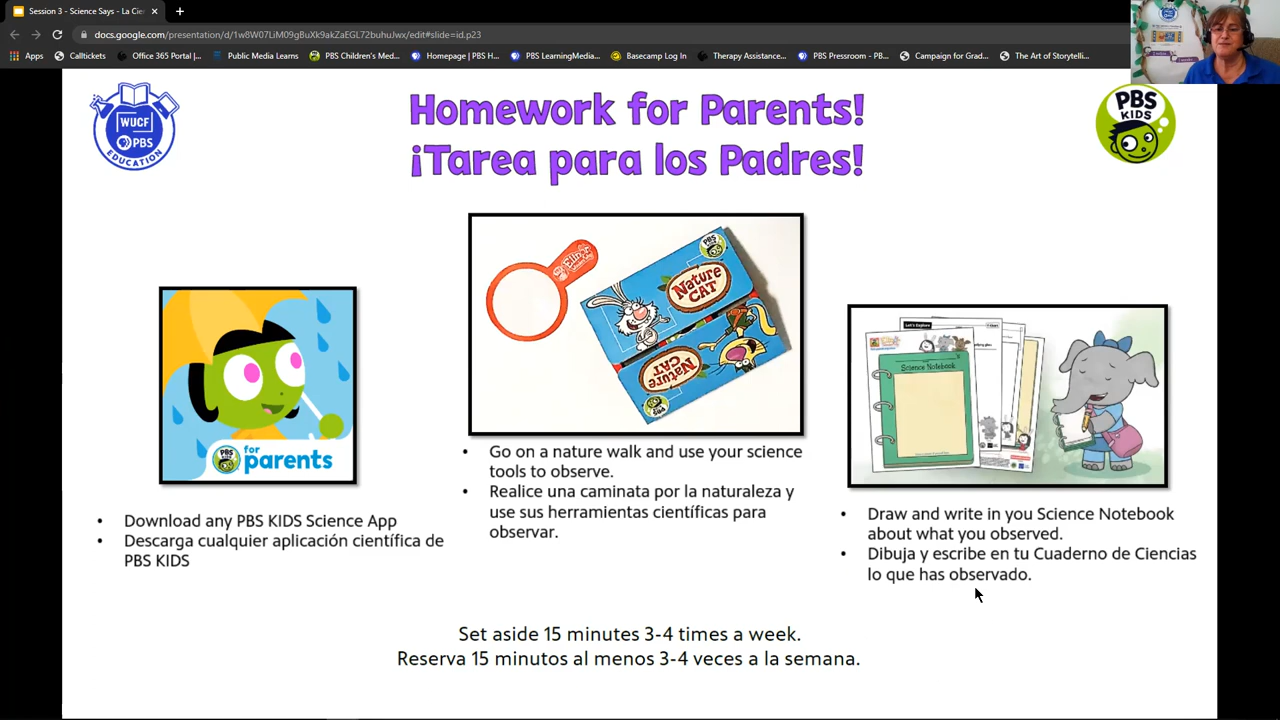 Session 3 - Science Says - La Cie
docs.google.com/presentation/d/1w8W07LiM09gBuXk9akZaEGL72buhuJwx/edit#slide=id.p23
Apps
Calltickets
Office 365 Portal |...
Public Media Learns
PBS Children's Med...
Homepage | PBS H...
PBS LearningMedia...
Basecamp Log In
Therapy Assistance...
PBS Pressroom - PB...
Campaign for Grad...
The Art of Storytelli...
WUCF
PBS
EDUCATION
Homework for Parents!
¡Tarea para los Padres!
PBS
KIDS
for
parents
• Download any PBS KIDS Science App
• Descarga cualquier aplicación científica de
PBS KIDS
PBS
KIDS
NATURE
CAT
NATURE
CAT
• Go on a nature walk and use your science
tools to observe.
• Realice una caminata por la naturaleza y
use sus herramientas científicas para
observar.
Let's Explore
Science Notebook
• Draw and write in you Science Notebook
about what you observed.
• Dibuja y escribe en tu Cuaderno de Ciencias
lo que has observado.
Set aside 15 minutes 3-4 times a week.
Reserva 15 minutos al menos 3-4 veces a la semana.